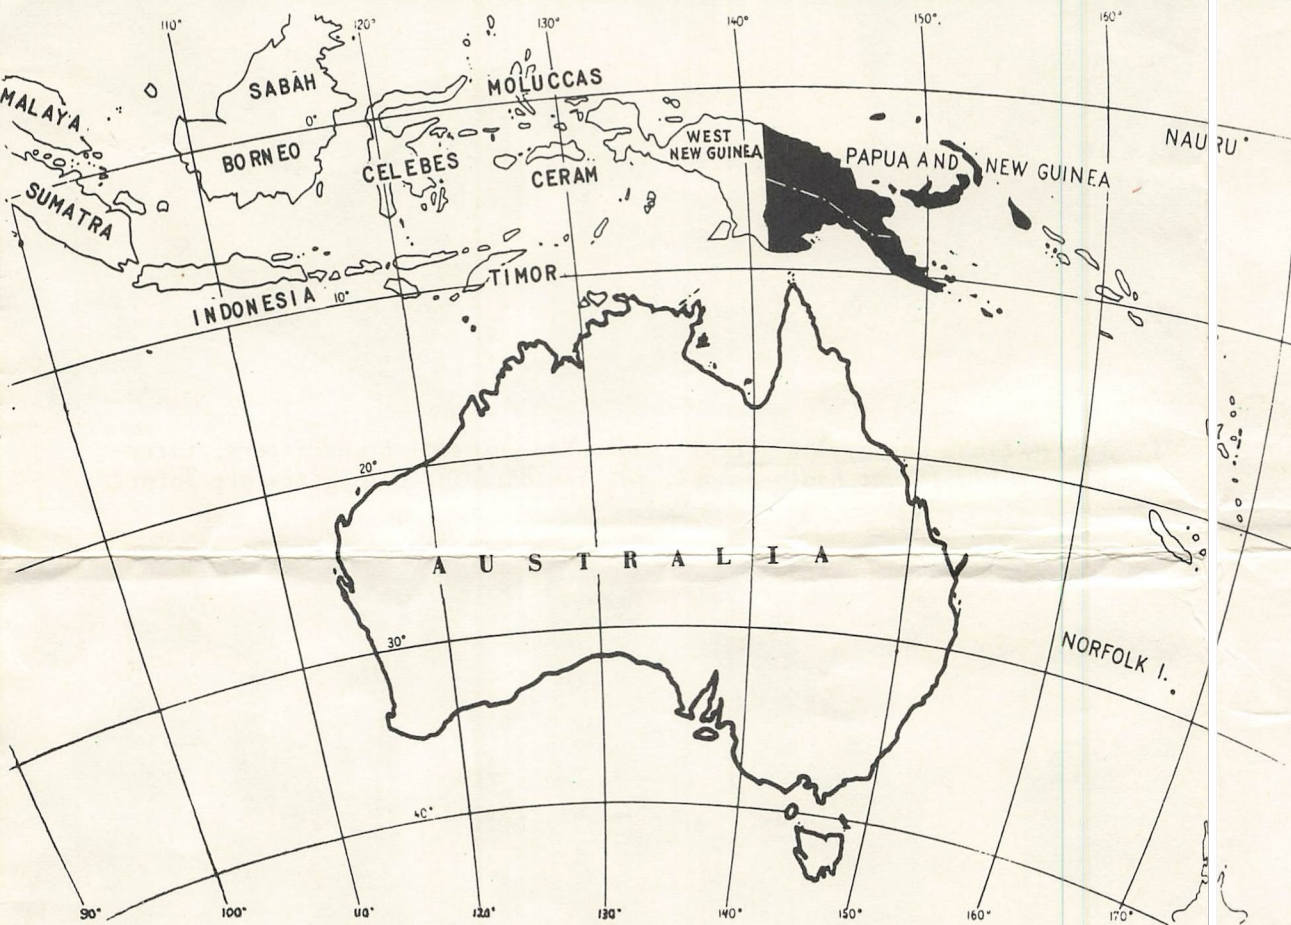 110° 120° 130° 140° 150° 160°
SABAH
MOLUCCAS
MALAYA
0°
NAURU
WEST
NEW GUINEA
PAPUA AND NEW GUINEA
BORNEO
CELEBES
CERAM
SUMATRA
TIMOR
INDONESIA
10°
20°
AUSTRALIA
30°
NORFOLK I.
40°
90° 100° 110° 120° 130° 140° 150° 160° 170°